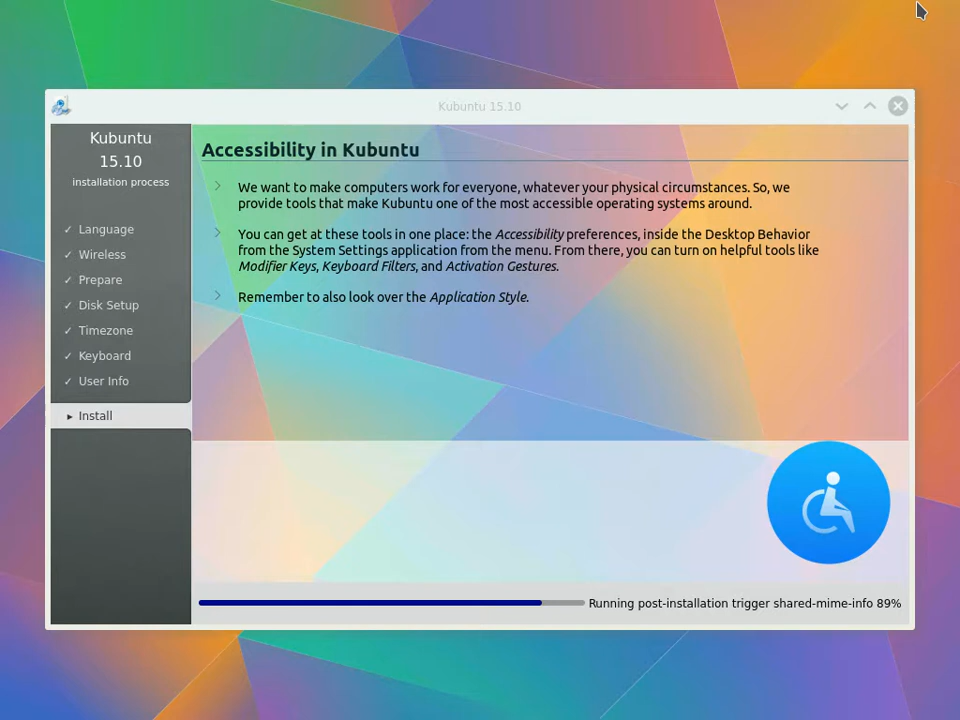 Kubuntu 15.10
Kubuntu
15.10
installation process
✓ Language
✓ Wireless
✓ Prepare
✓ Disk Setup
✓ Timezone
✓ Keyboard
✓ User Info
▸ Install
Accessibility in Kubuntu
We want to make computers work for everyone, whatever your physical circumstances. So, we
provide tools that make Kubuntu one of the most accessible operating systems around.
You can get at these tools in one place: the Accessibility preferences, inside the Desktop Behavior
from the System Settings application from the menu. From there, you can turn on helpful tools like
Modifier Keys, Keyboard Filters, and Activation Gestures.
Remember to also look over the Application Style.
Running post-installation trigger shared-mime-info 89%